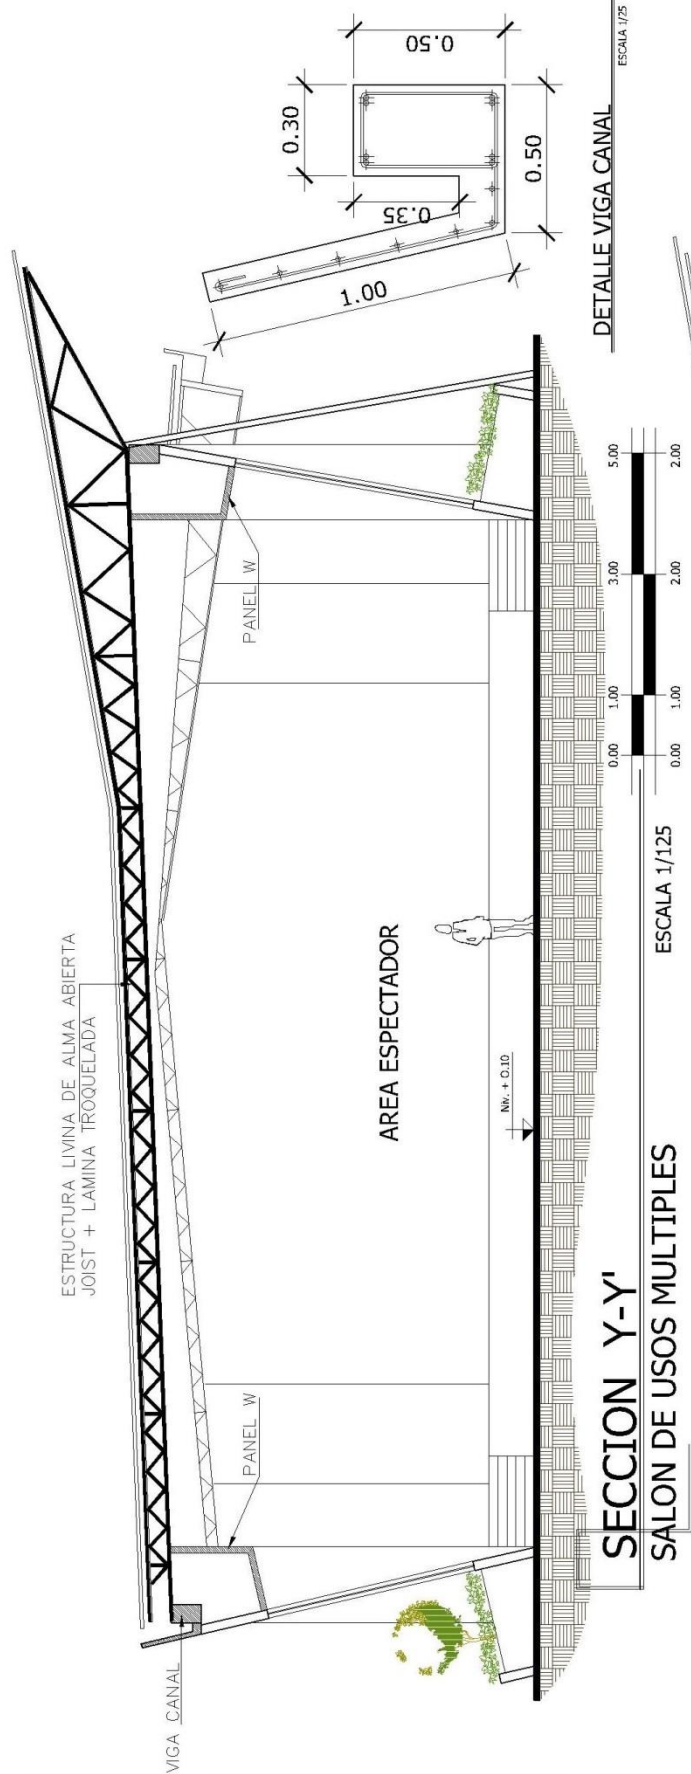 ESTRUCTURA LIVINA DE ALMA ABIERTA
JOIST + LAMINA TROQUELADA
VIGA CANAL
PANEL W
PANEL W
AREA ESPECTADOR
Niv. + 0.10
SECCION Y-Y'
SALON DE USOS MULTIPLES
ESCALA 1/125
0.00 1.00 3.00 5.00
0.00 1.00 2.00 2.00
0.30
0.50
0.35
1.00
0.50
DETALLE VIGA CANAL
ESCALA 1/25